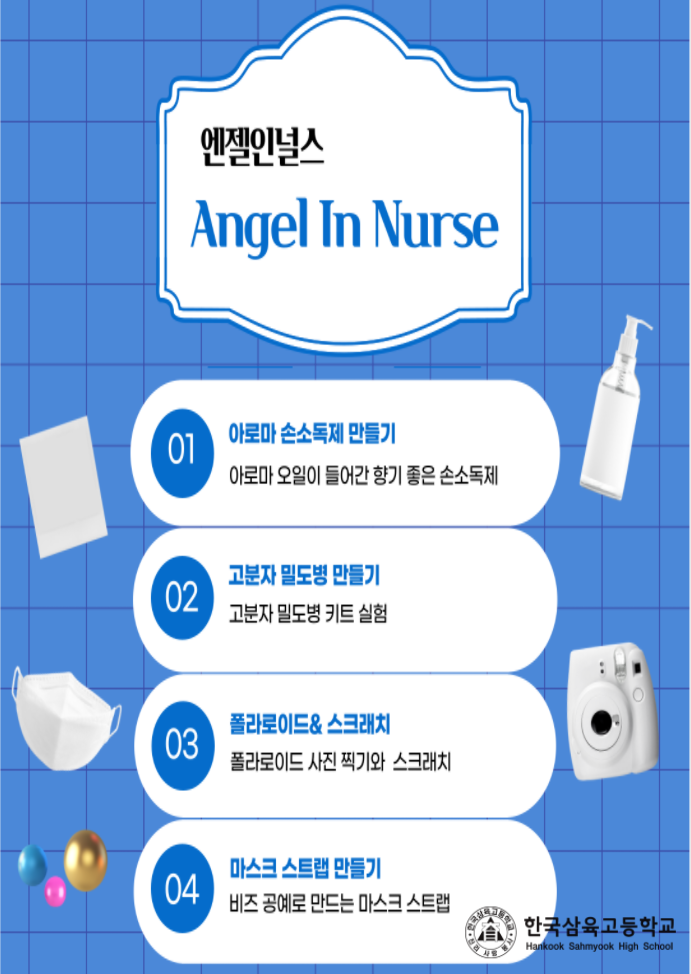 엔젤인널스
Angel In Nurse
01
아로마 손소독제 만들기
아로마 오일이 들어간 향기 좋은 손소독제
02
고분자 밀도병 만들기
고분자 밀도병 키트 실험
03
폴라로이드& 스크래치
폴라로이드 사진 찍기와 스크래치
04
마스크 스트랩 만들기
비즈 공예로 만드는 마스크 스트랩
한국삼육고등학교
Hankook Sahmyook High School